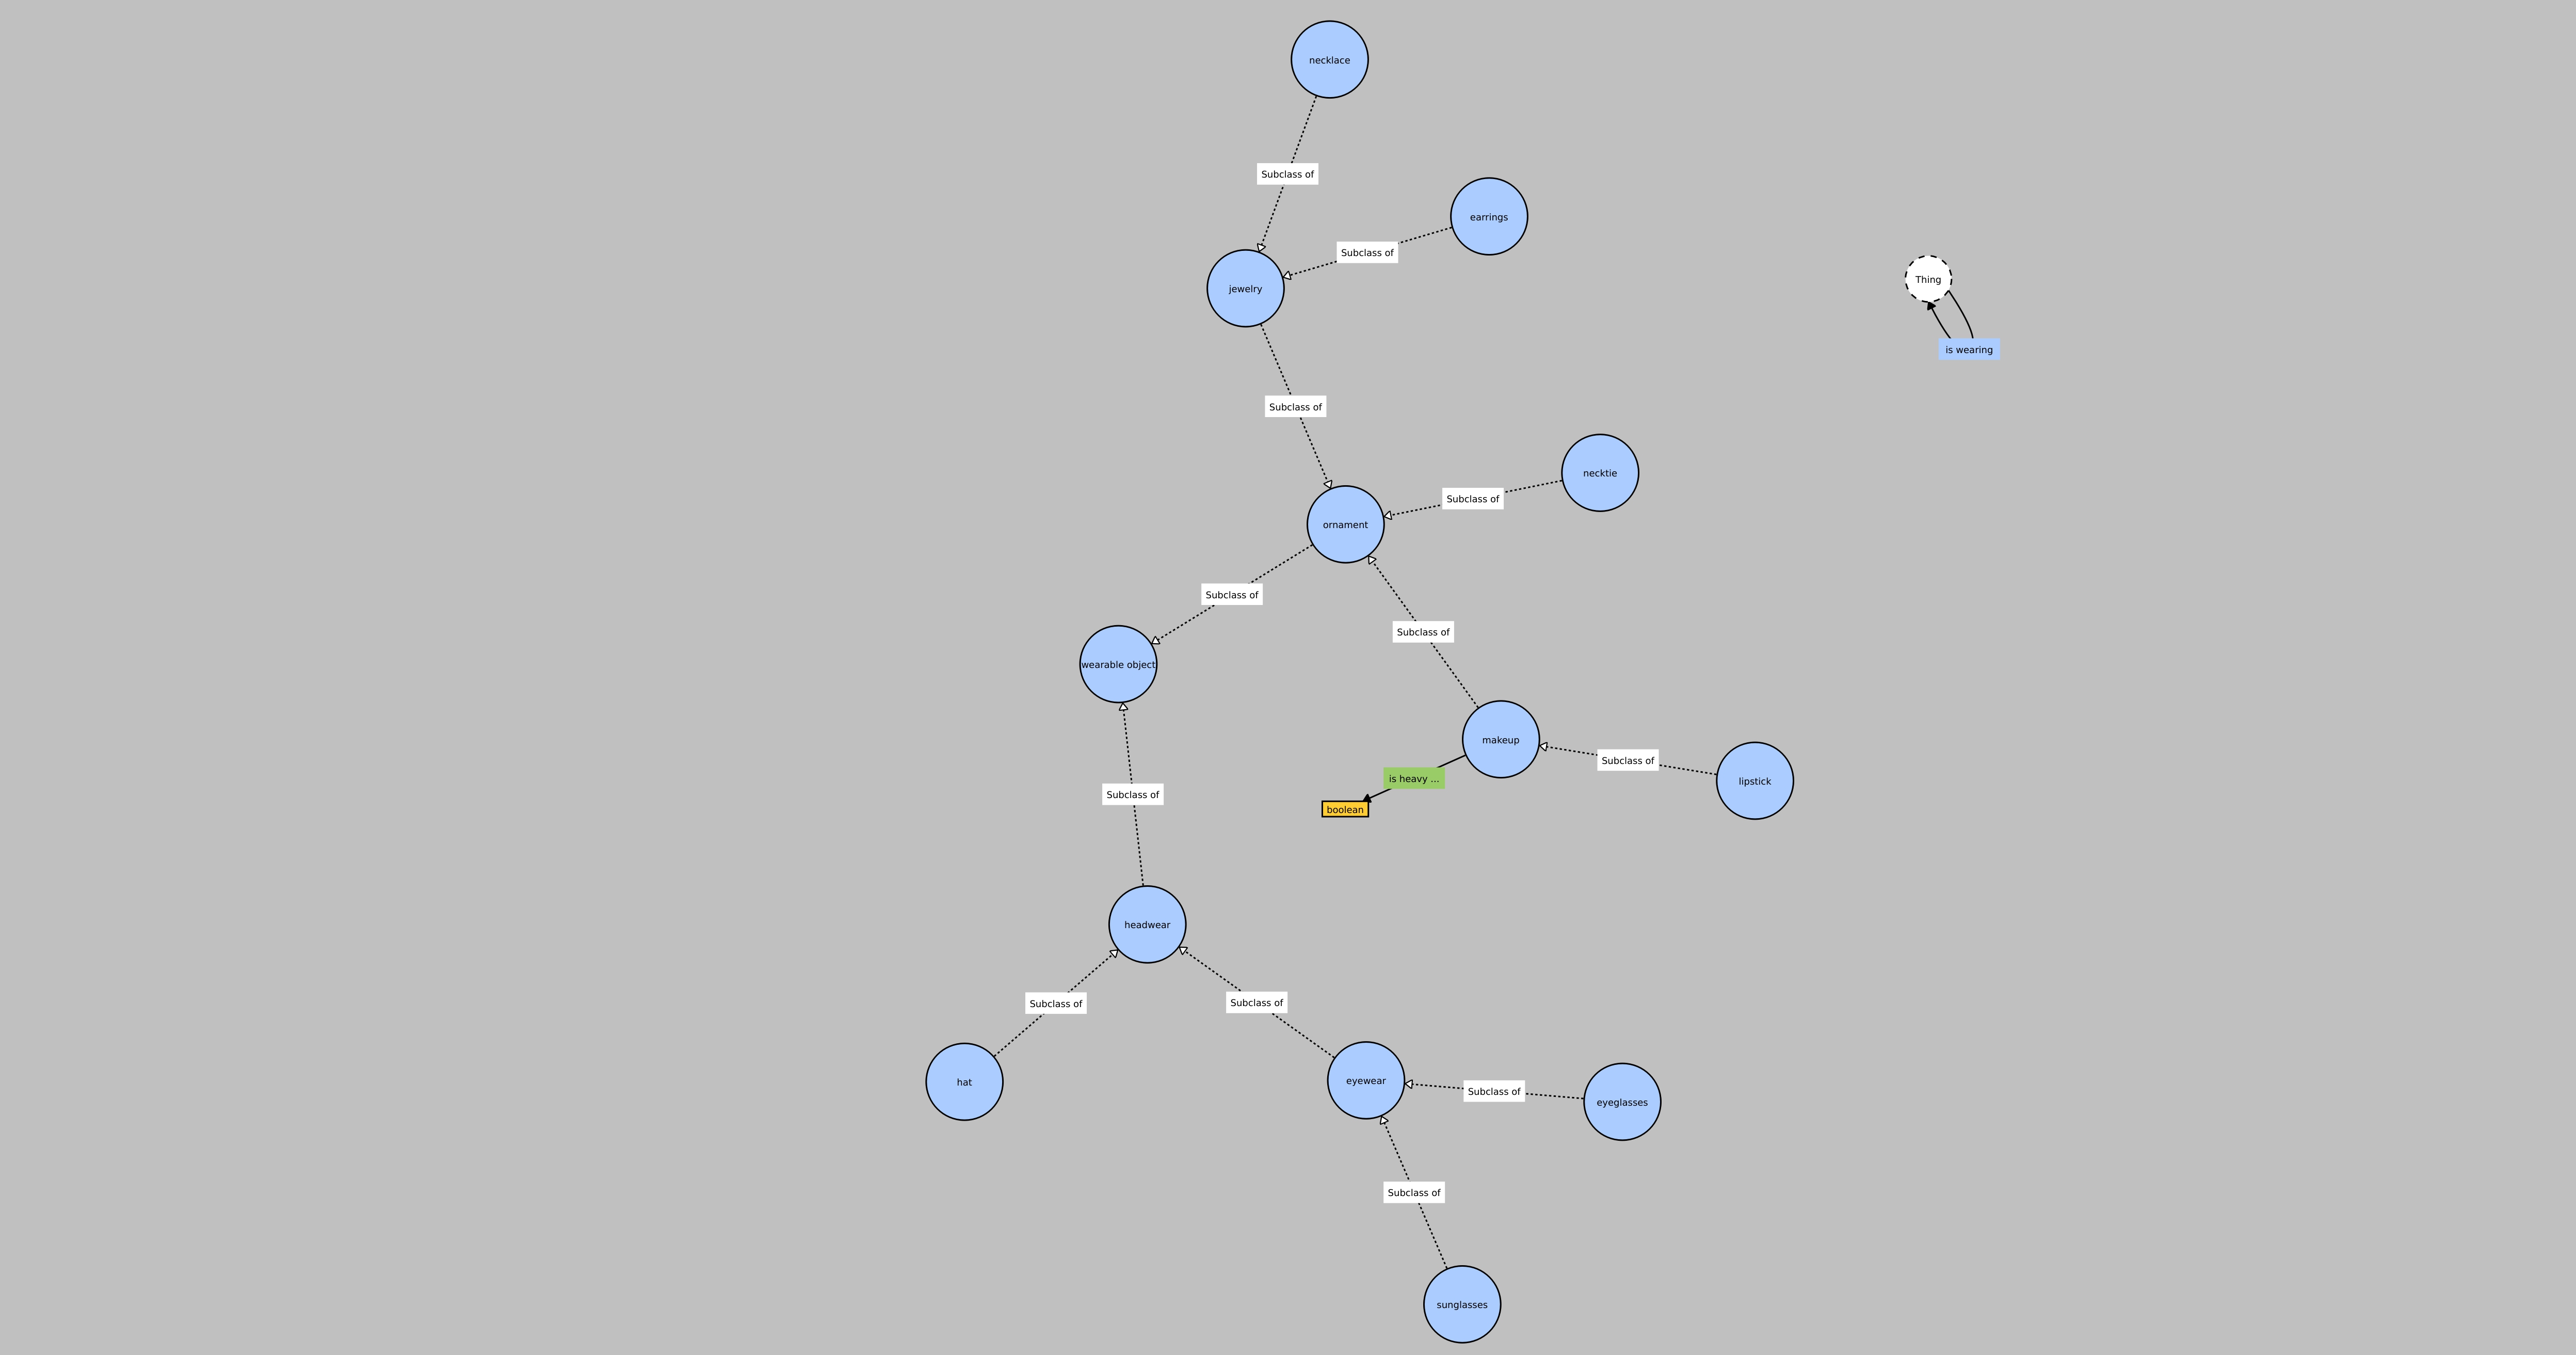 necklace
Subclass of
earrings
Subclass of
Thing
jewelry
is wearing
Subclass of
necktie
Subclass of
ornament
Subclass of
Subclass of
wearable object
makeup
Subclass of
lipstick
is heavy ...
Subclass of
boolean
headwear
Subclass of
Subclass of
eyewear
hat
Subclass of
eyeglasses
Subclass of
sunglasses